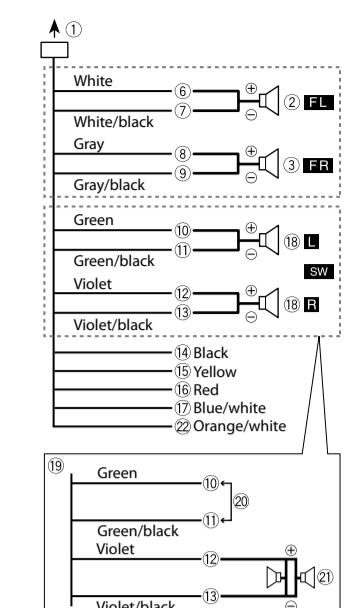 ①
White
⑥
⑦
⊕
⊖
② FL
White/black
Gray
⑧
⑨
⊕
⊖
③ FR
Gray/black
Green
⑩
⑪
⊕
⊖
⑱ L
Green/black
SW
Violet
⑫
⑬
⊕
⊖
⑱ R
Violet/black
⑭ Black
⑮ Yellow
⑯ Red
⑰ Blue/white
㉒ Orange/white
⑲
Green
⑩
⑳
⑪
Green/black
Violet
⑫
⊕
㉑
⑬
⊖
Violet/black